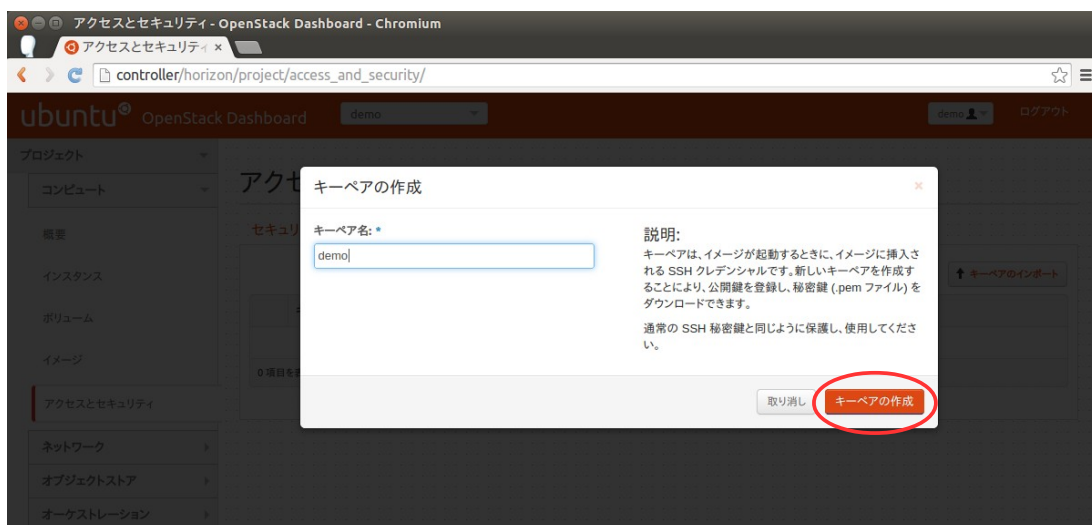 アクセスとセキュリティ - OpenStack Dashboard - Chromium
アクセスとセキュリティ ×
controller/horizon/project/access_and_security/
ubuntu OpenStack Dashboard demo demo ログアウト
プロジェクト
コンピュート
概要
インスタンス
ボリューム
イメージ
アクセスとセキュリティ
ネットワーク
オブジェクトストア
オーケストレーション
アクセ
セキュリ
キーペアのインポート
0 項目を
キーペアの作成 ×
キーペア名: *
demo
説明:
キーペアは、イメージが起動するときに、イメージに挿入さ
れる SSH クレデンシャルです。新しいキーペアを作成す
ることにより、公開鍵を登録し、秘密鍵 (.pem ファイル) を
ダウンロードできます。
通常の SSH 秘密鍵と同じように保護し、使用してくださ
い。
取り消し キーペアの作成